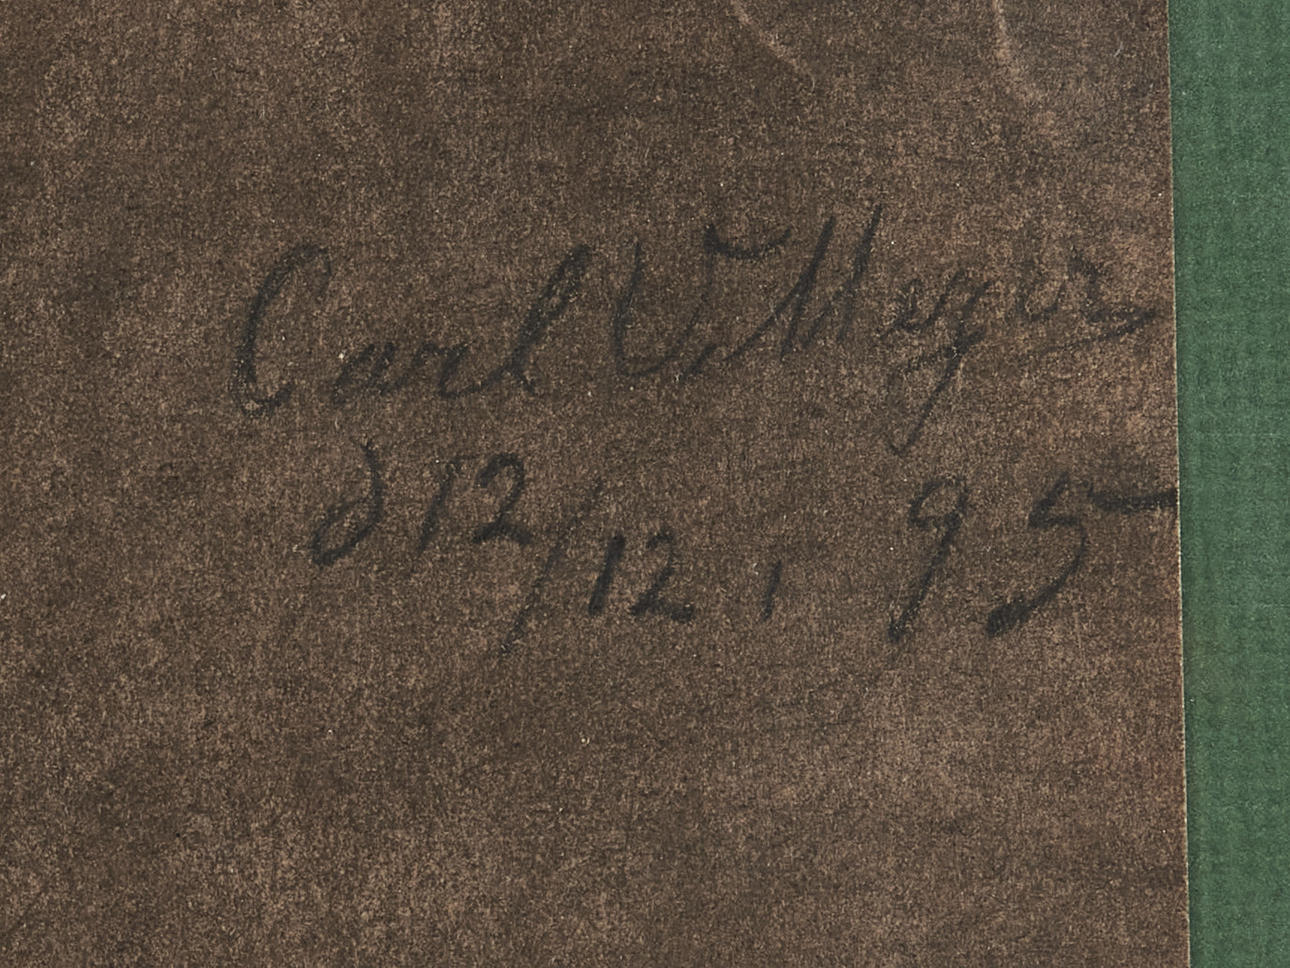 Carl V. Meyer
d 12/12, 95